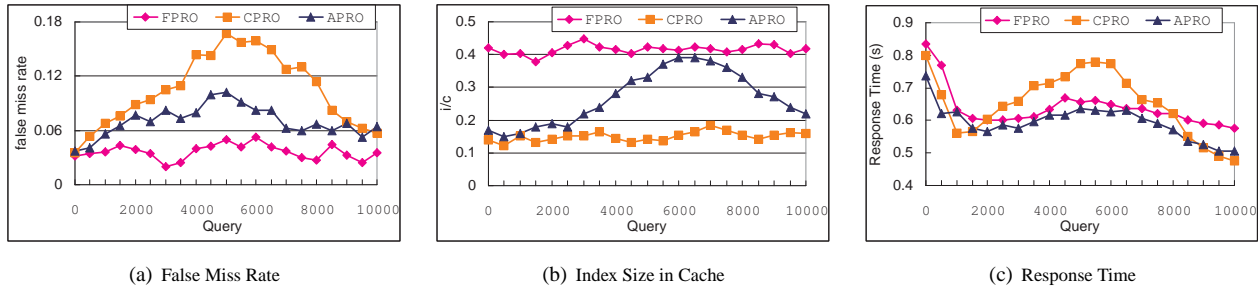 FPRO CPRO APRO
0.18
0.12
0.06
0
false miss rate
0 2000 4000 6000 8000 10000
Query
(a) False Miss Rate
FPRO CPRO APRO
0.5
0.4
0.3
0.2
0.1
0
i/c
0 2000 4000 6000 8000 10000
Query
(b) Index Size in Cache
FPRO CPRO APRO
0.9
0.8
0.7
0.6
0.5
0.4
Response Time (s)
0 2000 4000 6000 8000 10000
Query
(c) Response Time